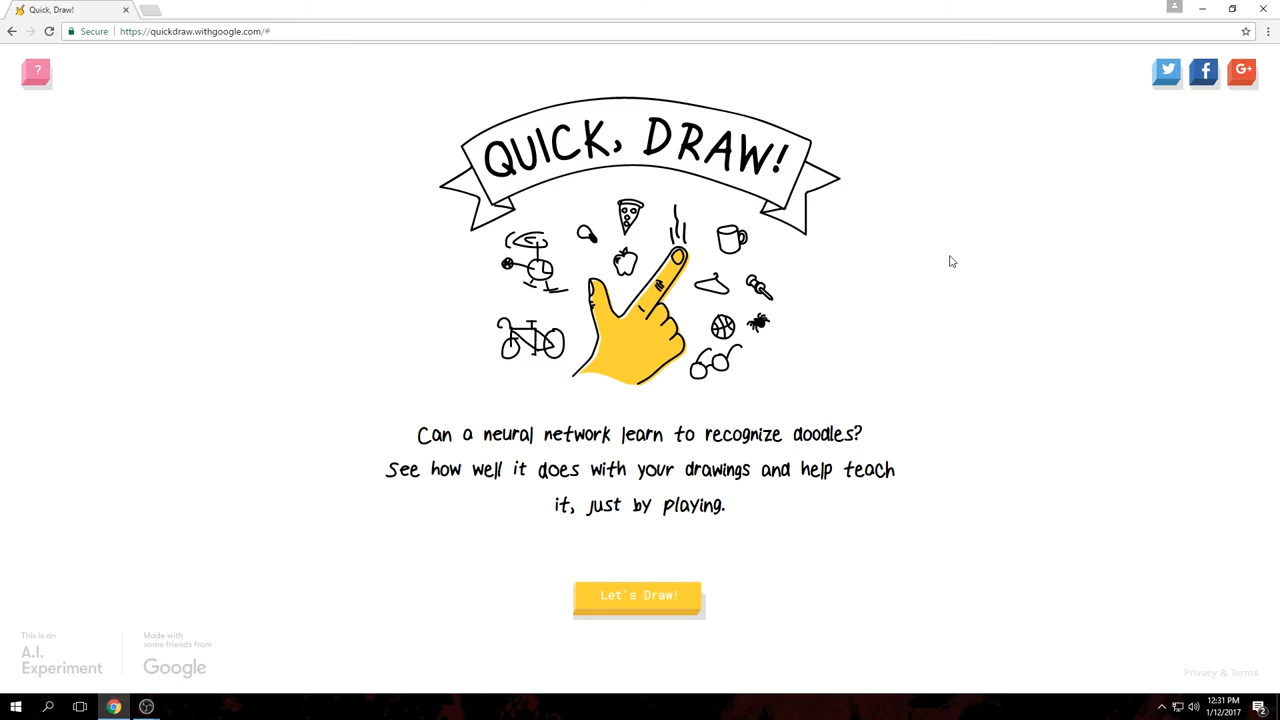 Quick, Draw!
Secure https://quickdraw.withgoogle.com/#
?
f
G+
QUICK, DRAW!
Can a neural network learn to recognize doodles?
See how well it does with your drawings and help teach
it, just by playing.
Let's Draw!
This is an
A.I.
Experiment
Made with
some friends from
Google
Privacy & Terms
12:31 PM
1/12/2017
2